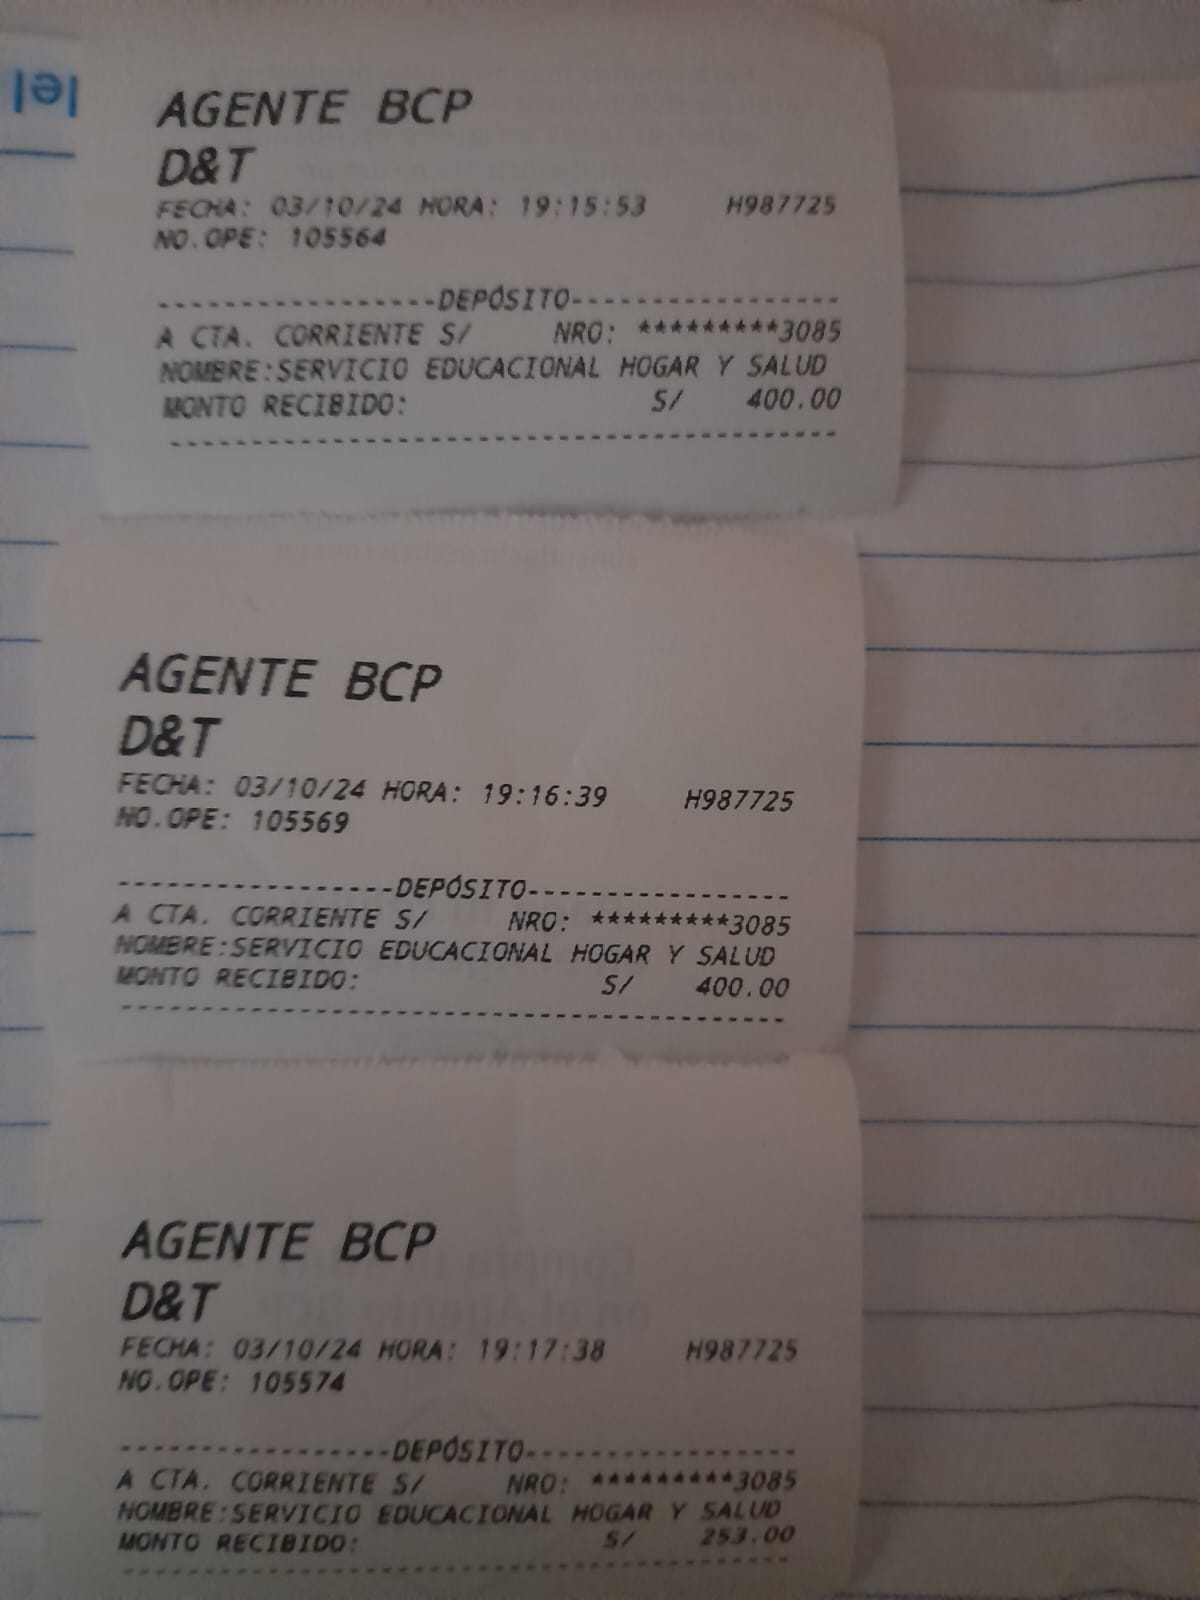 lel
AGENTE BCP
D&T
FECHA: 03/10/24 HORA: 19:15:53 H987725
NO.OPE: 105564
-----------------DEPÓSITO-----------------
A CTA. CORRIENTE S/ NRO: *********3085
NOMBRE:SERVICIO EDUCACIONAL HOGAR Y SALUD
MONTO RECIBIDO: S/ 400.00
------------------------------------------
AGENTE BCP
D&T
FECHA: 03/10/24 HORA: 19:16:39 H987725
NO.OPE: 105569
-----------------DEPÓSITO-----------------
A CTA. CORRIENTE S/ NRO: *********3085
NOMBRE:SERVICIO EDUCACIONAL HOGAR Y SALUD
MONTO RECIBIDO: S/ 400.00
------------------------------------------
AGENTE BCP
D&T
FECHA: 03/10/24 HORA: 19:17:38 H987725
NO.OPE: 105574
-----------------DEPÓSITO-----------------
A CTA. CORRIENTE S/ NRO: *********3085
NOMBRE:SERVICIO EDUCACIONAL HOGAR Y SALUD
MONTO RECIBIDO: S/ 253.00
------------------------------------------